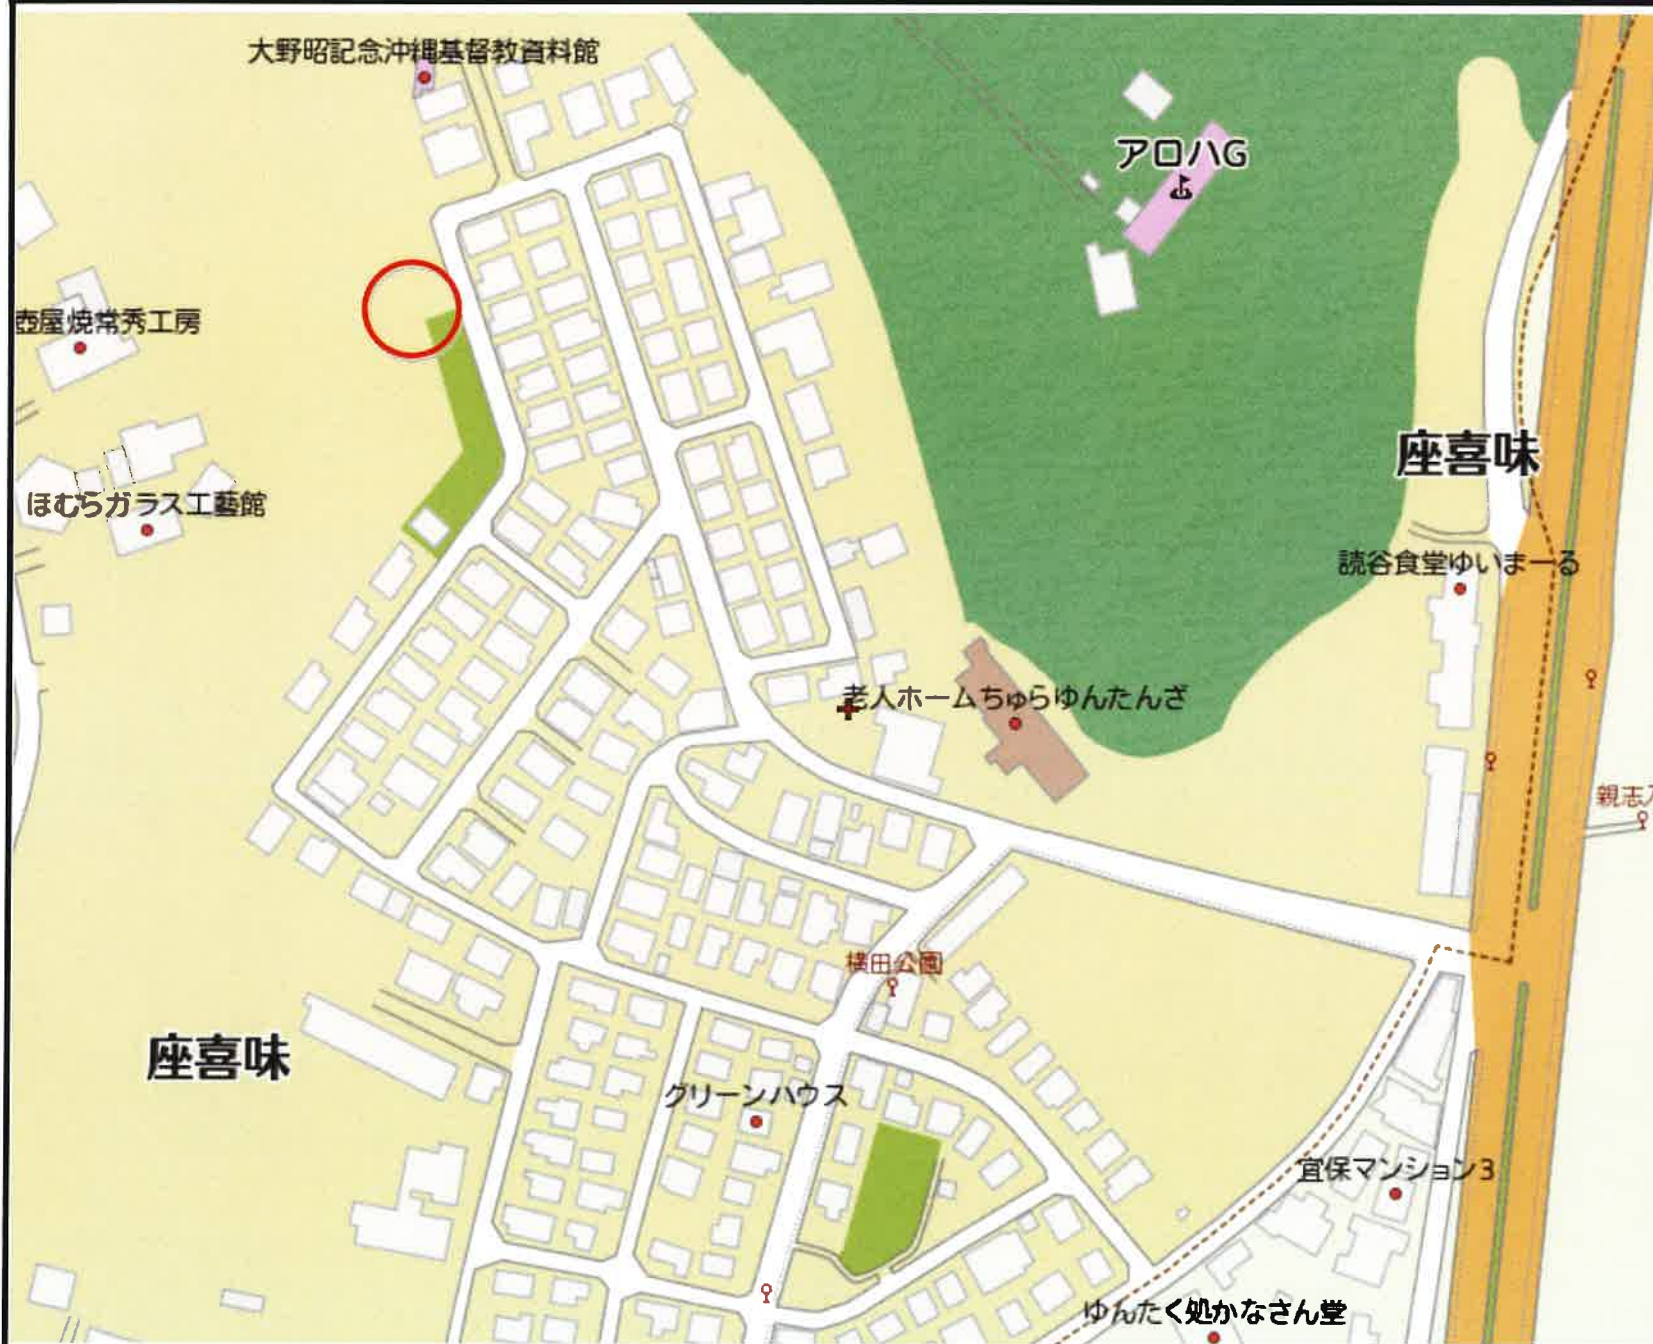 大野昭記念沖縄基督教資料館
アロハG
壺屋焼常秀工房
座喜味
ほむらガラス工藝館
読谷食堂ゆいまーる
老人ホームちゅらゆんたんざ
親志
横田公園
座喜味
グリーンハウス
宜保マンション3
ゆんたく処かなさん堂